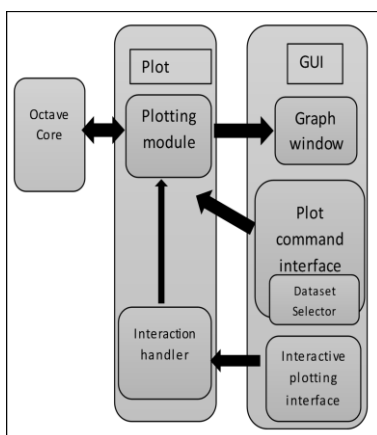 Plot
GUI
Octave
Core
Plotting
module
Graph
window
Plot
command
interface
Dataset
Selector
Interaction
handler
Interactive
plotting
interface